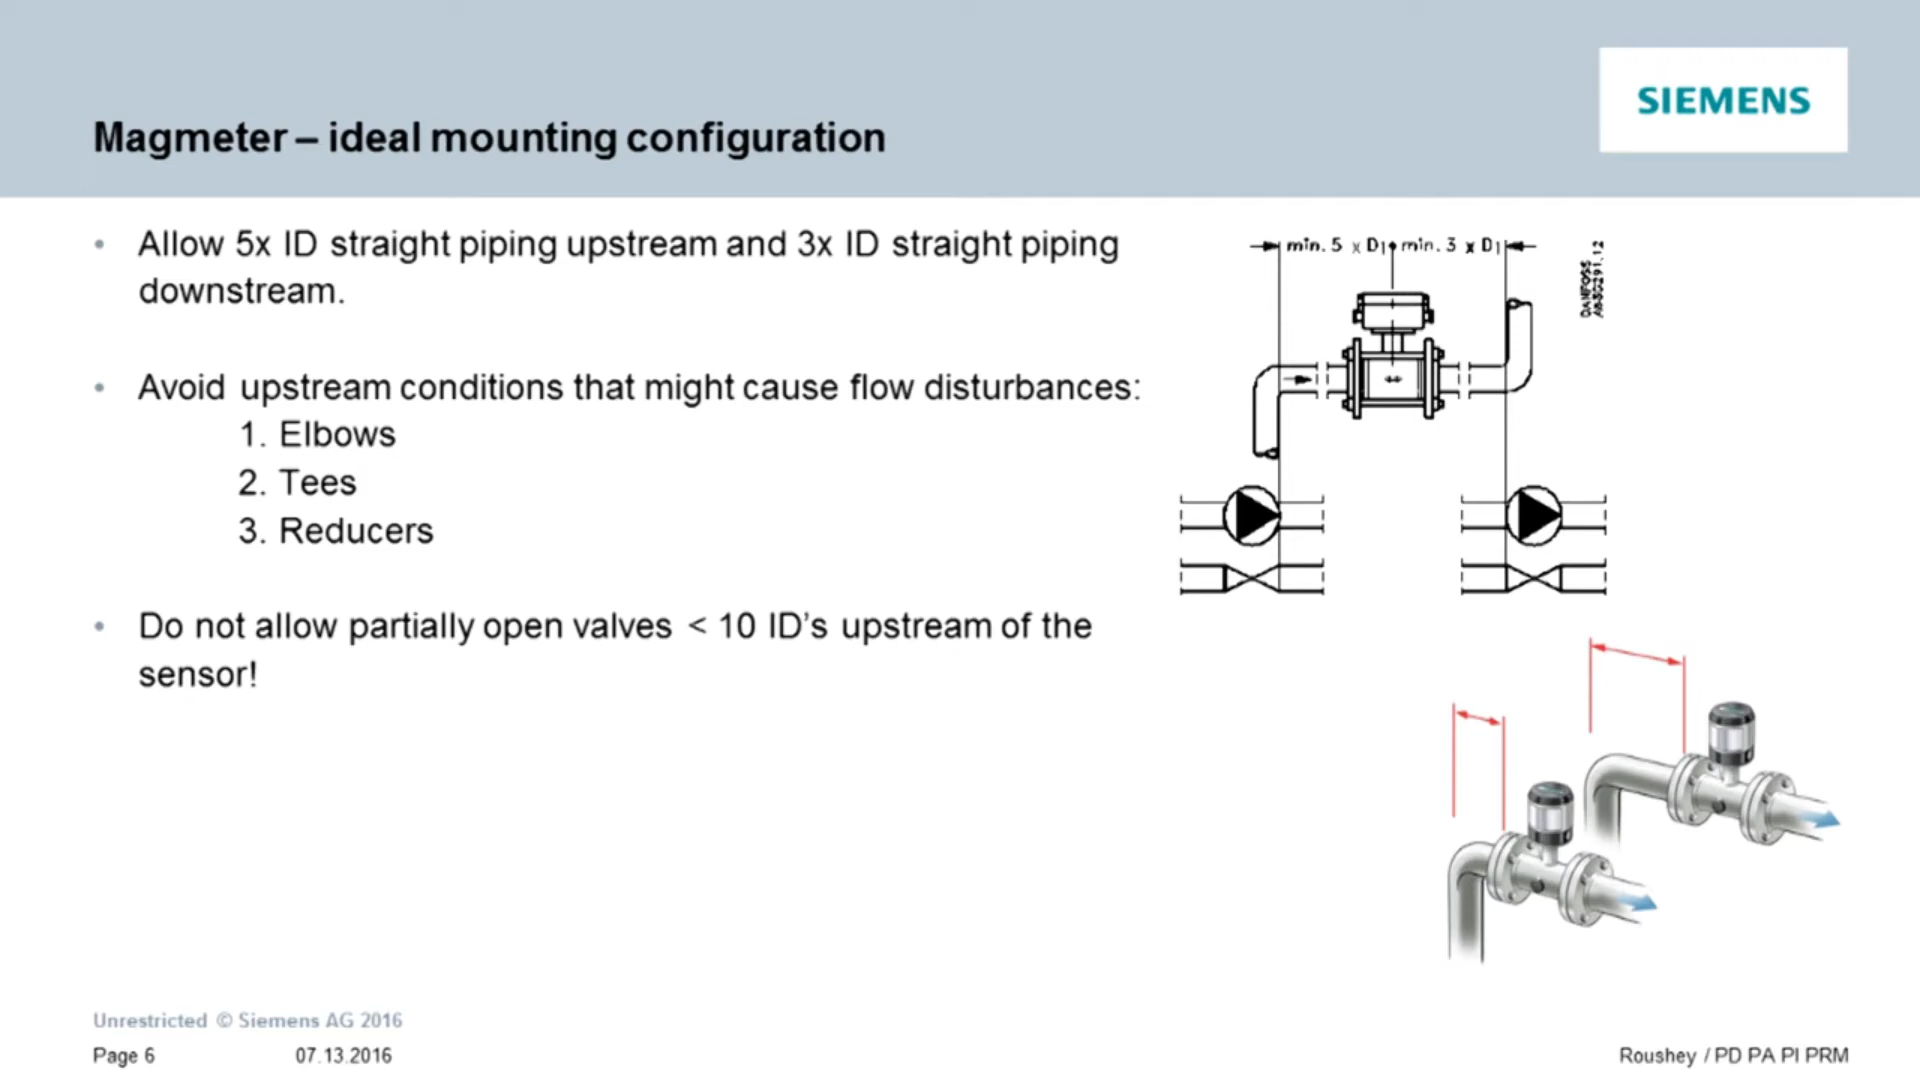 SIEMENS
Magmeter – ideal mounting configuration
• Allow 5x ID straight piping upstream and 3x ID straight piping
downstream.
• Avoid upstream conditions that might cause flow disturbances:
1. Elbows
2. Tees
3. Reducers
• Do not allow partially open valves < 10 ID's upstream of the
sensor!
min. 5 x D₁ min. 3 x D₁
DANFOSS
Unrestricted © Siemens AG 2016
Page 6 07.13.2016
Roushey / PD PA PI PRM